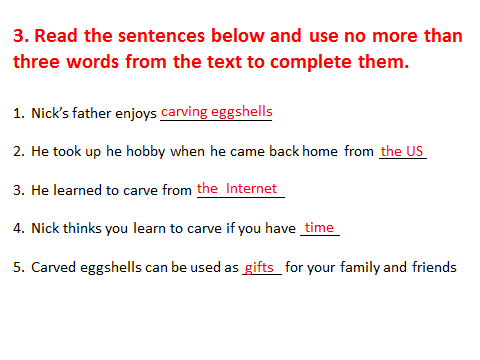 3. Read the sentences below and use no more than
three words from the text to complete them.
1. Nick's father enjoys carving eggshells
2. He took up he hobby when he came back home from the US
3. He learned to carve from the Internet
4. Nick thinks you learn to carve if you have time
5. Carved eggshells can be used as gifts for your family and friends